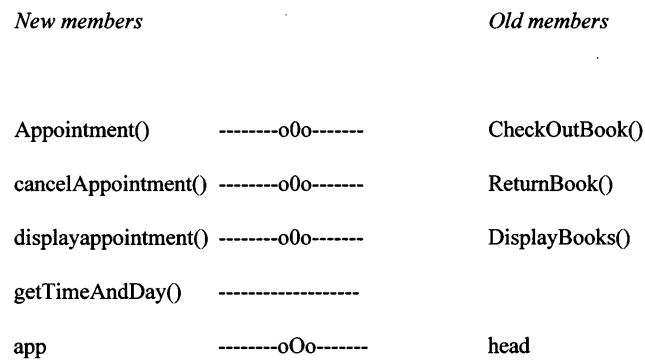 New members Old members
Appointment() --------o0o------- CheckOutBook()
cancelAppointment() --------o0o------- ReturnBook()
displayappointment() --------o0o------- DisplayBooks()
getTimeAndDay() -------------------
app --------oOo------- head